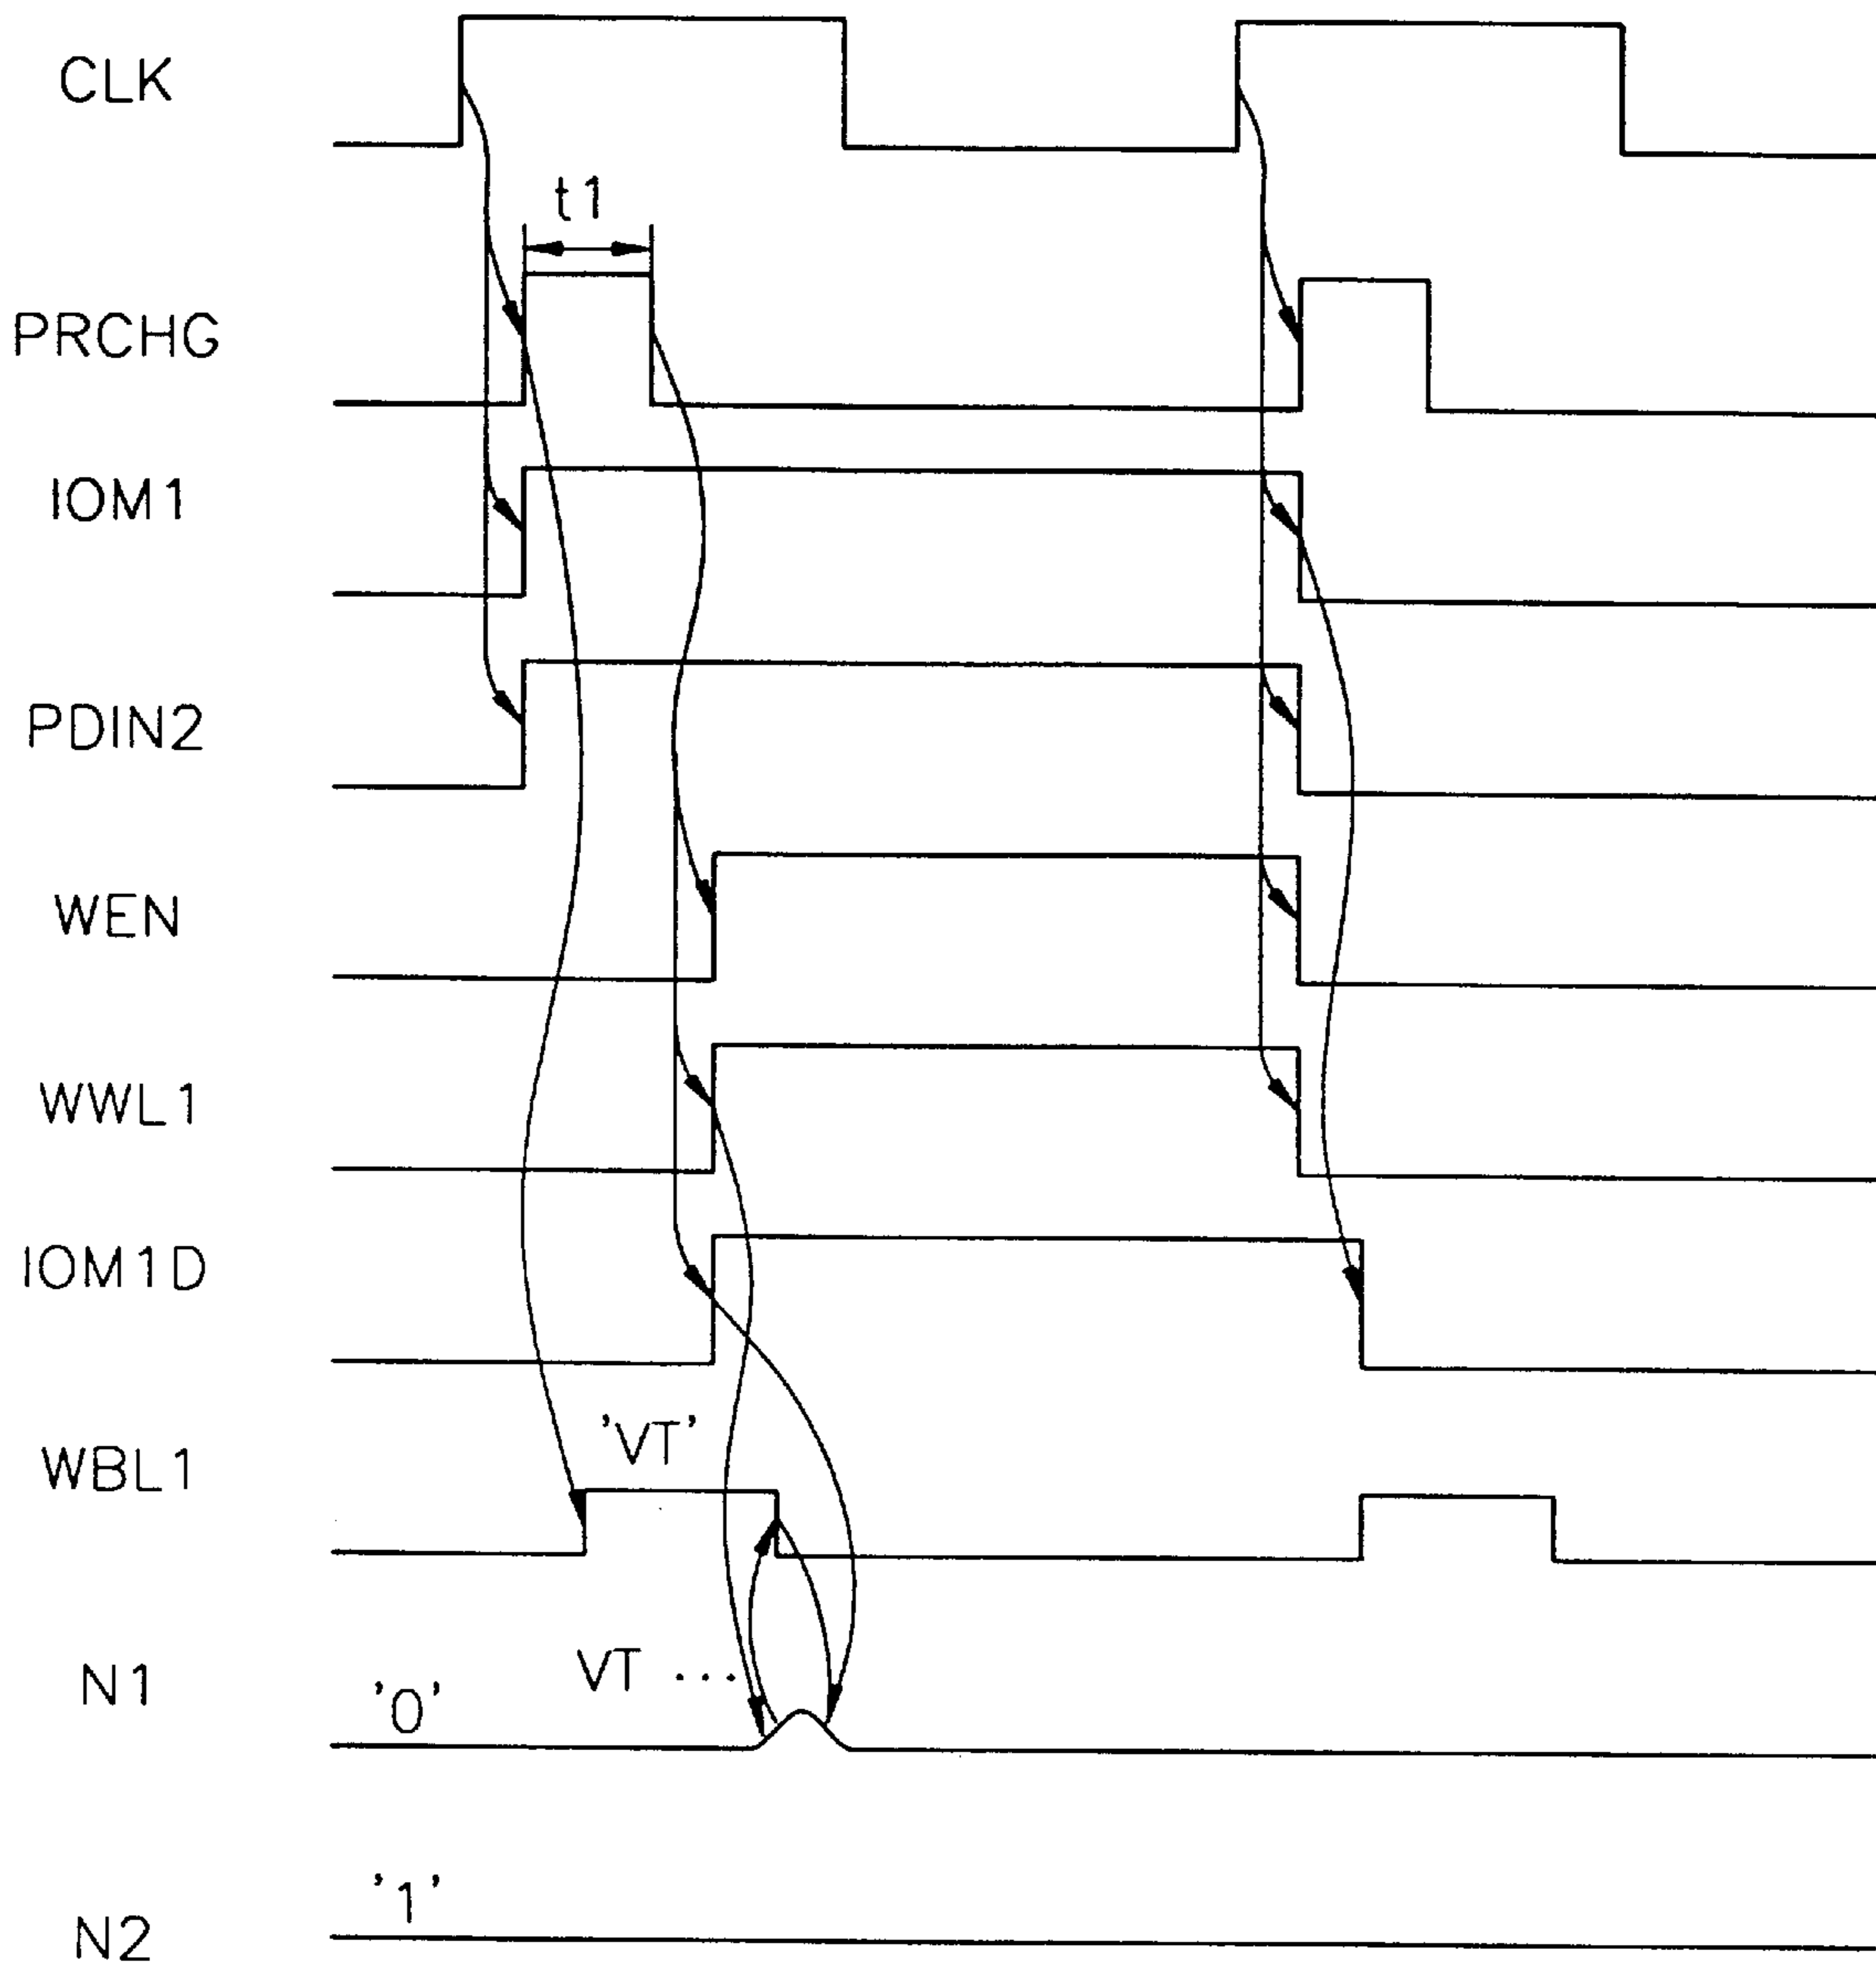 CLK
t1
PRCHG
IOM1
PDIN2
WEN
WWL1
IOM1D
'VT'
WBL1
VT ...
N1
'0'
'1'
N2